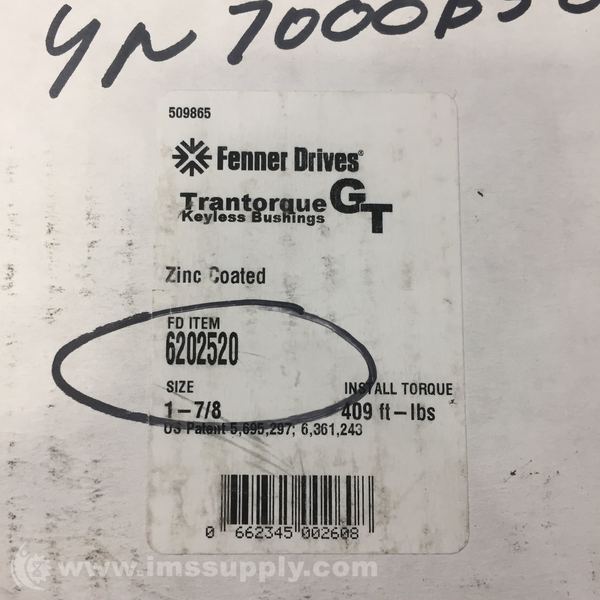 YN 7000
509865
Fenner Drives®
Trantorque GT
Keyless Bushings
Zinc Coated
FD ITEM
6202520
SIZE INSTALL TORQUE
1-7/8 409 ft-lbs
US Patent 5,695,297; 6,361,243
0 662345 002608
www.imssupply.com